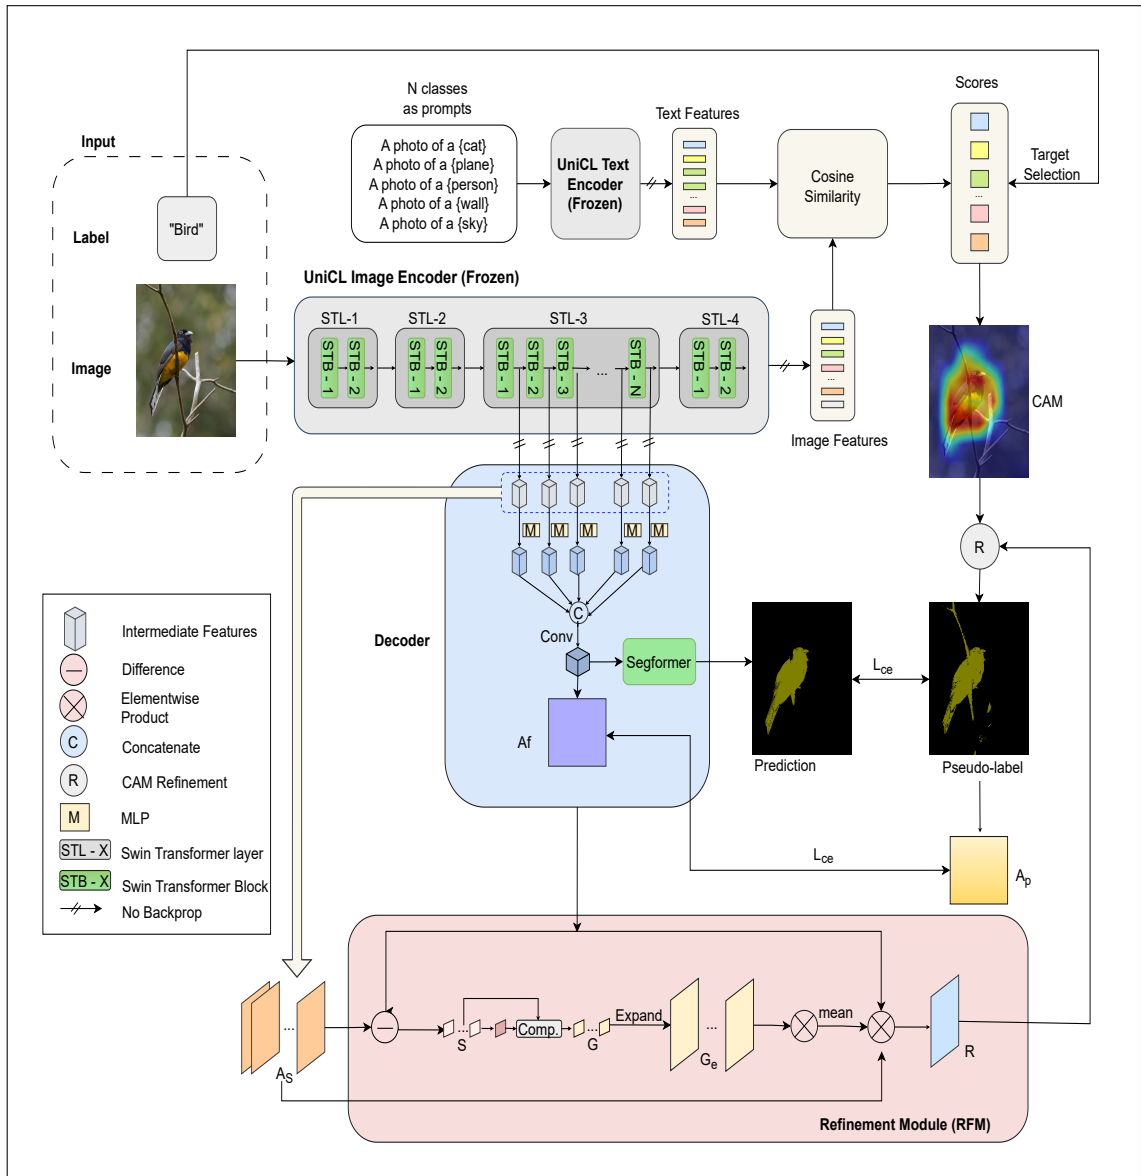 N classes
as prompts
Scores
Text Features
Input
A photo of a {cat}
A photo of a {plane}
A photo of a {person}
A photo of a {wall}
A photo of a {sky}
UniCL Text
Encoder
(Frozen)
...
Cosine
Similarity
...
Target
Selection
Label
"Bird"
UniCL Image Encoder (Frozen)
Image
STL-1
STL-2
STL-3
STL-4
STB - 1
STB - 2
STB - 1
STB - 2
STB - 1
STB - 2
STB - 3
...
STB - N
STB - 1
STB - 2
...
Image Features
CAM
M
M
M
M
M
R
C
Decoder
Conv
Segformer
Lce
Af
Prediction
Pseudo-label
Lce
Ap
Intermediate Features
Difference
Elementwise
Product
C
Concatenate
R
CAM Refinement
M
MLP
STL - X
Swin Transformer layer
STB - X
Swin Transformer Block
No Backprop
...
AS
...
S
Comp.
...
G
Expand
...
Ge
mean
R
Refinement Module (RFM)